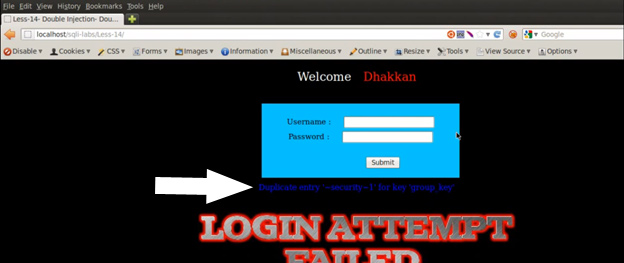 File Edit View History Bookmarks Tools Help
Less-14- Double Injection- Dou...
localhost/sqli-labs/Less-14/
Google
Disable Cookies CSS Forms Images Information Miscellaneous Outline Resize Tools View Source Options
Welcome Dhakkan
Username :
Password :
Submit
Duplicate entry '~security~1' for key 'group_key'
LOGIN ATTEMPT
FAILED